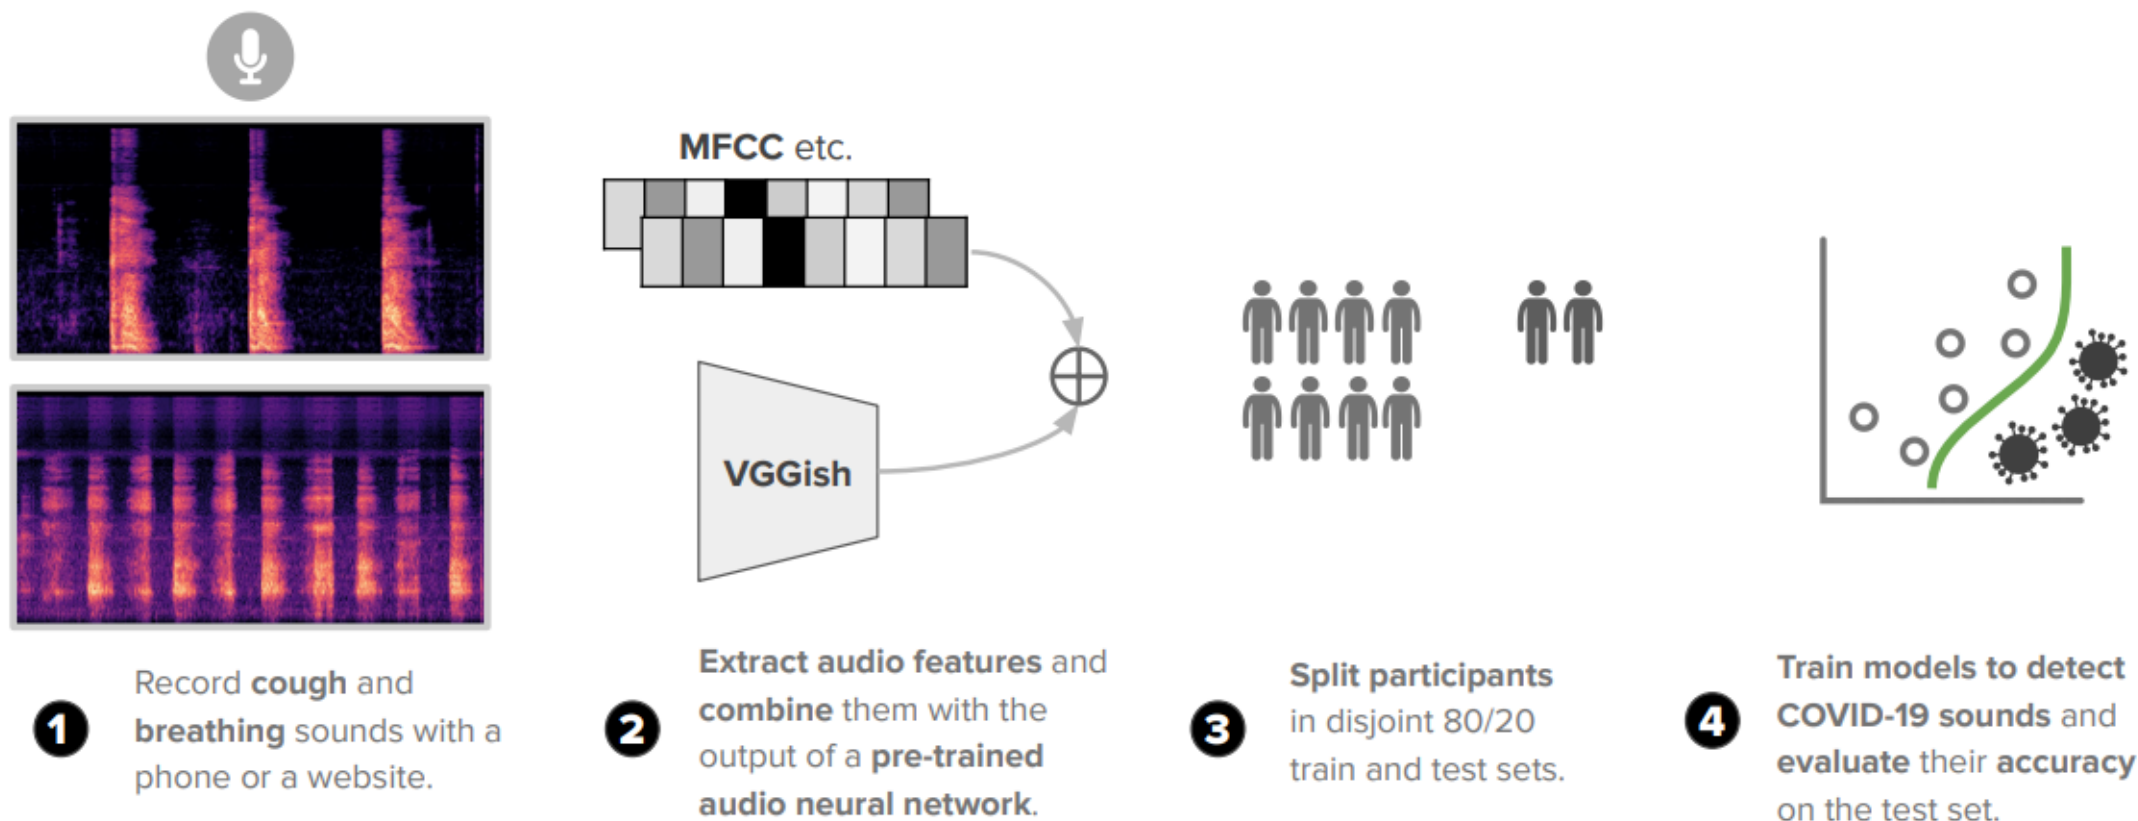 MFCC etc.
VGGish
1
Record cough and
breathing sounds with a
phone or a website.
2
Extract audio features and
combine them with the
output of a pre-trained
audio neural network.
3
Split participants
in disjoint 80/20
train and test sets.
4
Train models to detect
COVID-19 sounds and
evaluate their accuracy
on the test set.